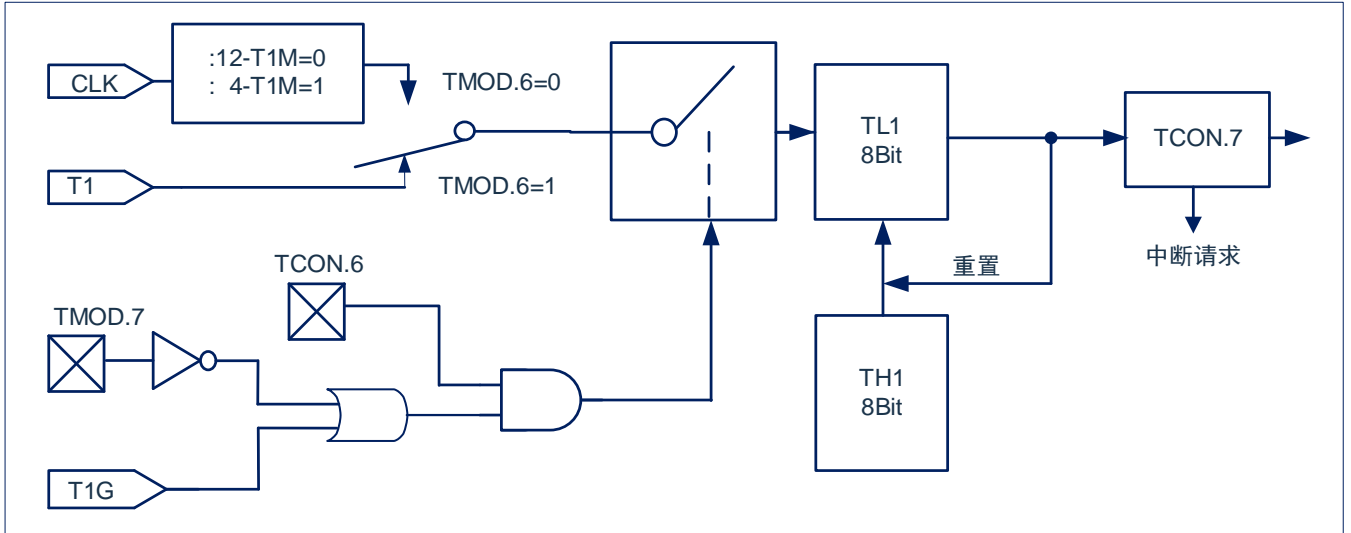 :12-T1M=0
: 4-T1M=1
CLK
TMOD.6=0
T1
TMOD.6=1
TL1
8Bit
TCON.7
中断请求
重置
TCON.6
TMOD.7
TH1
8Bit
T1G